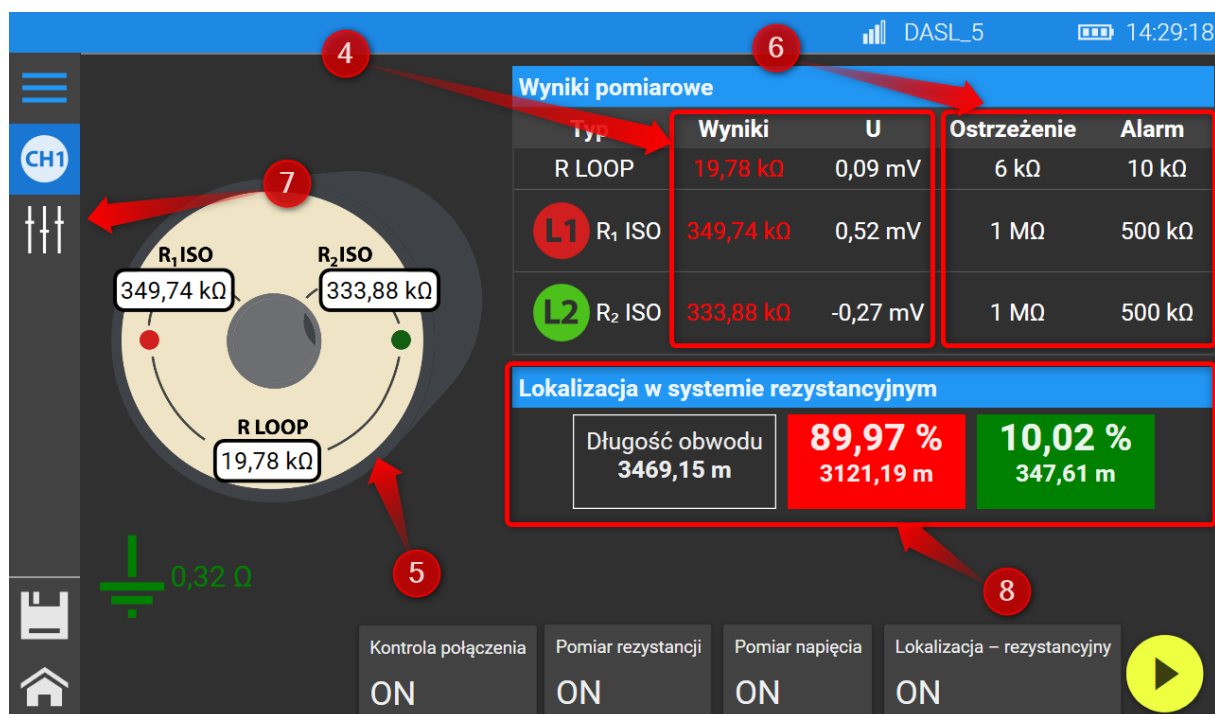 DASL_5 14:29:18
4
6
Wyniki pomiarowe
Typ Wyniki U Ostrzeżenie Alarm
R LOOP 19,78 kΩ 0,09 mV 6 kΩ 10 kΩ
L1 R₁ ISO 349,74 kΩ 0,52 mV 1 MΩ 500 kΩ
L2 R₂ ISO 333,88 kΩ -0,27 mV 1 MΩ 500 kΩ
CH1
7
R₁ISO R₂ISO
349,74 kΩ 333,88 kΩ
R LOOP
19,78 kΩ
Lokalizacja w systemie rezystancyjnym
Długość obwodu
3469,15 m
89,97 %
3121,19 m
10,02 %
347,61 m
5
8
0,32 Ω
Kontrola połączenia
ON
Pomiar rezystancji
ON
Pomiar napięcia
ON
Lokalizacja – rezystancyjny
ON